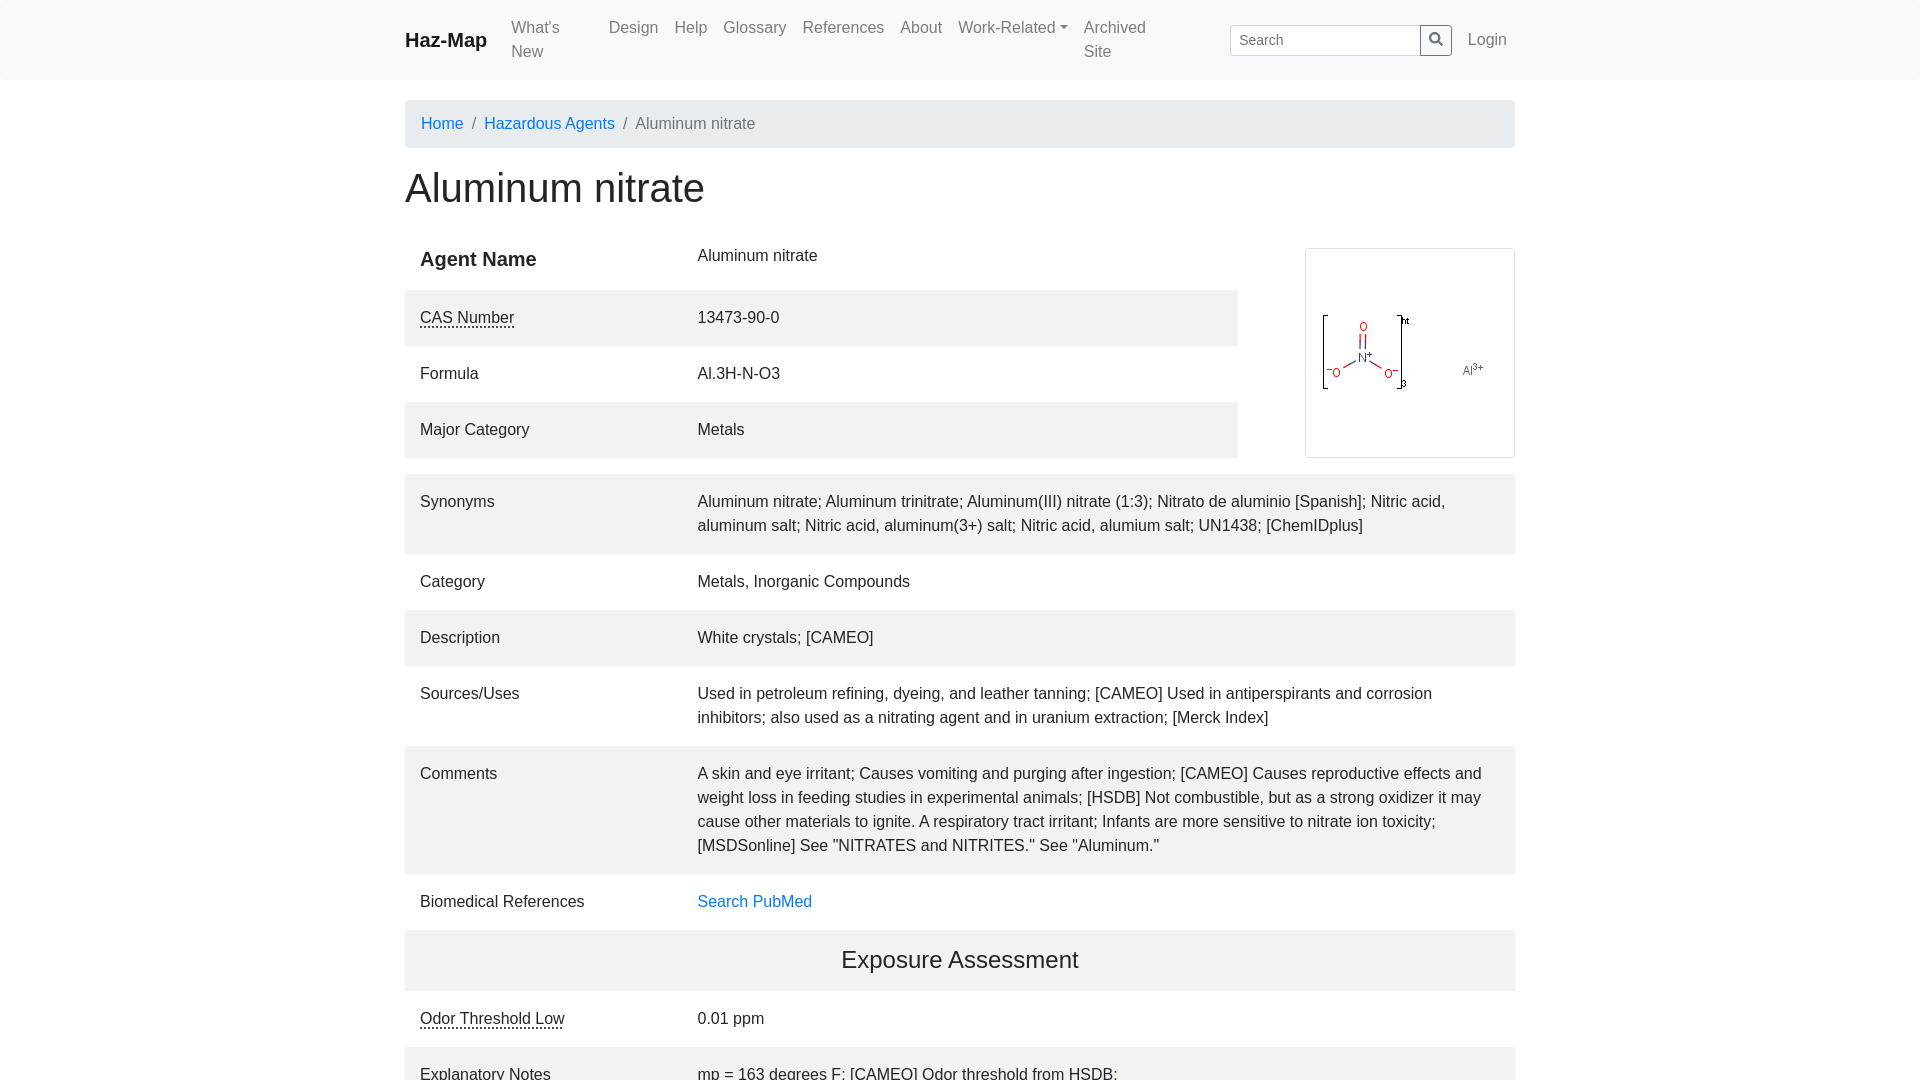 Haz-Map
What's
New
Design
Help
Glossary
References
About
Work-Related
Archived
Site
Search
Login
Home / Hazardous Agents / Aluminum nitrate
Aluminum nitrate
Agent Name
Aluminum nitrate
CAS Number
13473-90-0
Formula
Al.3H-N-O3
Major Category
Metals
O
N+
−O
O−
3
Al3+
Synonyms
Aluminum nitrate; Aluminum trinitrate; Aluminum(III) nitrate (1:3); Nitrato de aluminio [Spanish]; Nitric acid,
aluminum salt; Nitric acid, aluminum(3+) salt; Nitric acid, alumium salt; UN1438; [ChemIDplus]
Category
Metals, Inorganic Compounds
Description
White crystals; [CAMEO]
Sources/Uses
Used in petroleum refining, dyeing, and leather tanning; [CAMEO] Used in antiperspirants and corrosion
inhibitors; also used as a nitrating agent and in uranium extraction; [Merck Index]
Comments
A skin and eye irritant; Causes vomiting and purging after ingestion; [CAMEO] Causes reproductive effects and
weight loss in feeding studies in experimental animals; [HSDB] Not combustible, but as a strong oxidizer it may
cause other materials to ignite. A respiratory tract irritant; Infants are more sensitive to nitrate ion toxicity;
[MSDSonline] See "NITRATES and NITRITES." See "Aluminum."
Biomedical References
Search PubMed
Exposure Assessment
Odor Threshold Low
0.01 ppm
Explanatory Notes
mp = 163 degrees F; [CAMEO] Odor threshold from HSDB;